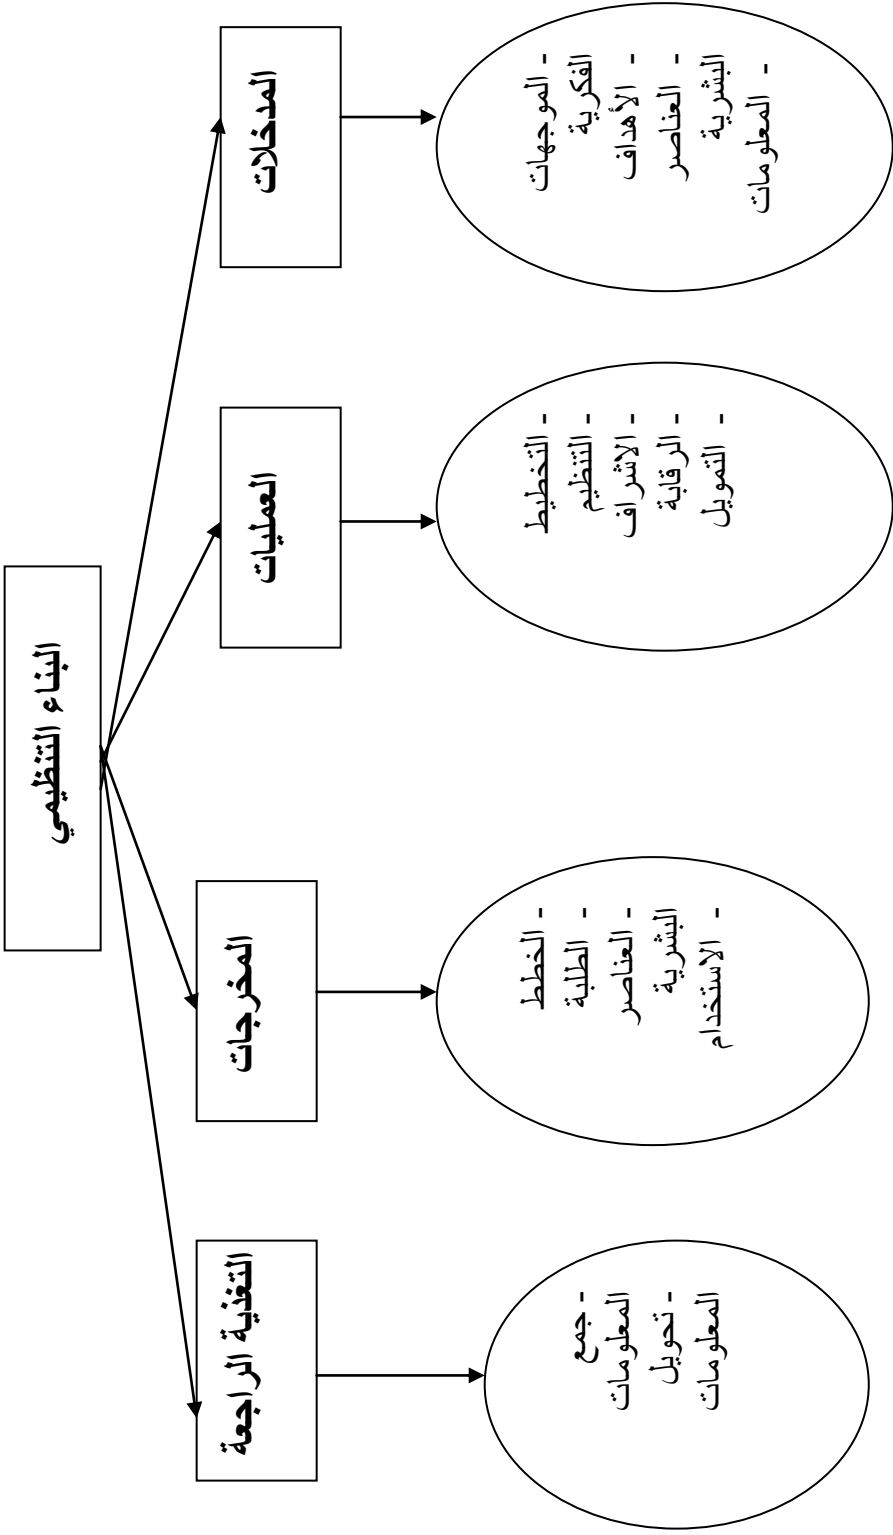 البناء التنظيمي
المدخلات
- الموجهات
الفكرية
- الأهداف
- العناصر
البشرية
- المعلومات
العمليات
- التخطيط
- التنظيم
- الاشراف
- الرقابة
- التمويل
المخرجات
- الخطط
- الطلبة
- العناصر
البشرية
- الاستخدام
التغذية الراجعة
- جمع
المعلومات
- تحويل
المعلومات